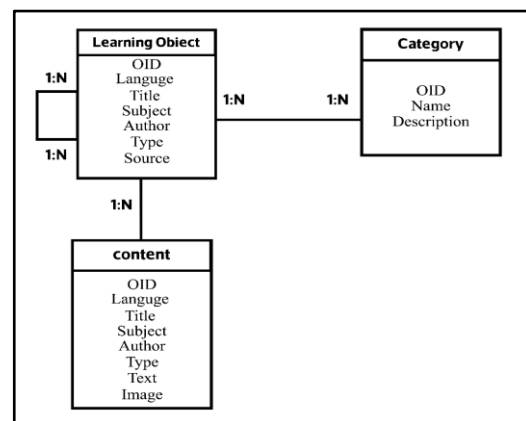 Learning Obiect
OID
Languge
Title
Subject
Author
Type
Source
1:N
1:N
1:N
1:N
Category
OID
Name
Description
1:N
content
OID
Languge
Title
Subject
Author
Type
Text
Image